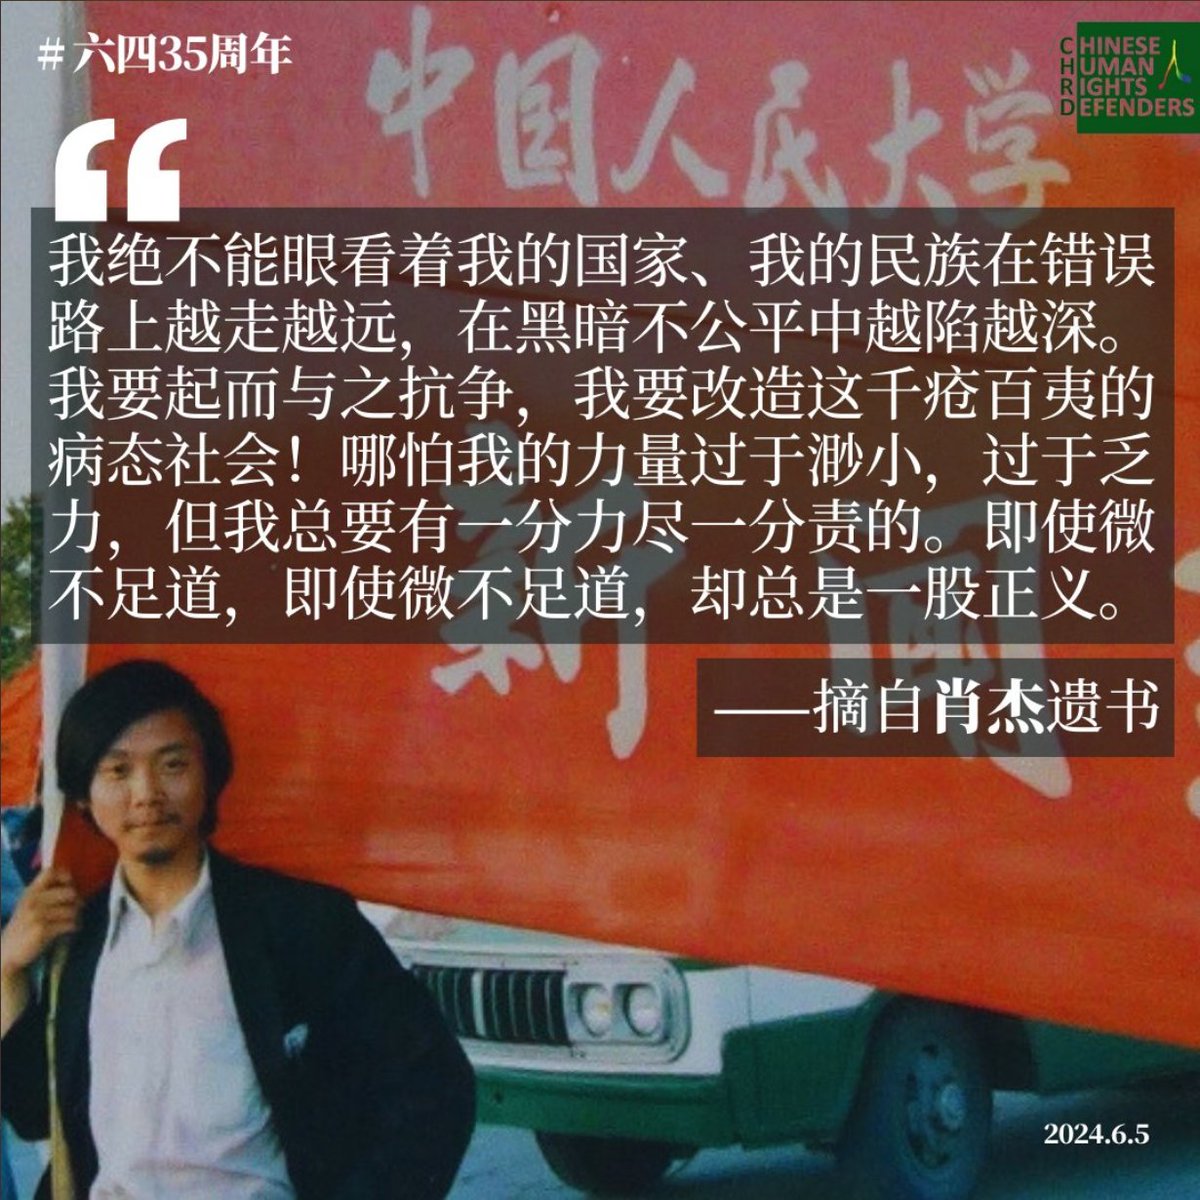 #六四35周年
CHINESE
HUMAN
RIGHTS
DEFENDERS
中国人民大学
我绝不能眼看着我的国家、我的民族在错误
路上越走越远，在黑暗不公平中越陷越深。
我要起而与之抗争，我要改造这千疮百夷的
病态社会！哪怕我的力量过于渺小，过于乏
力，但我总要有一分力尽一分责的。即使微
不足道，即使微不足道，却总是一股正义。
新闻
——摘自肖杰遗书
2024.6.5